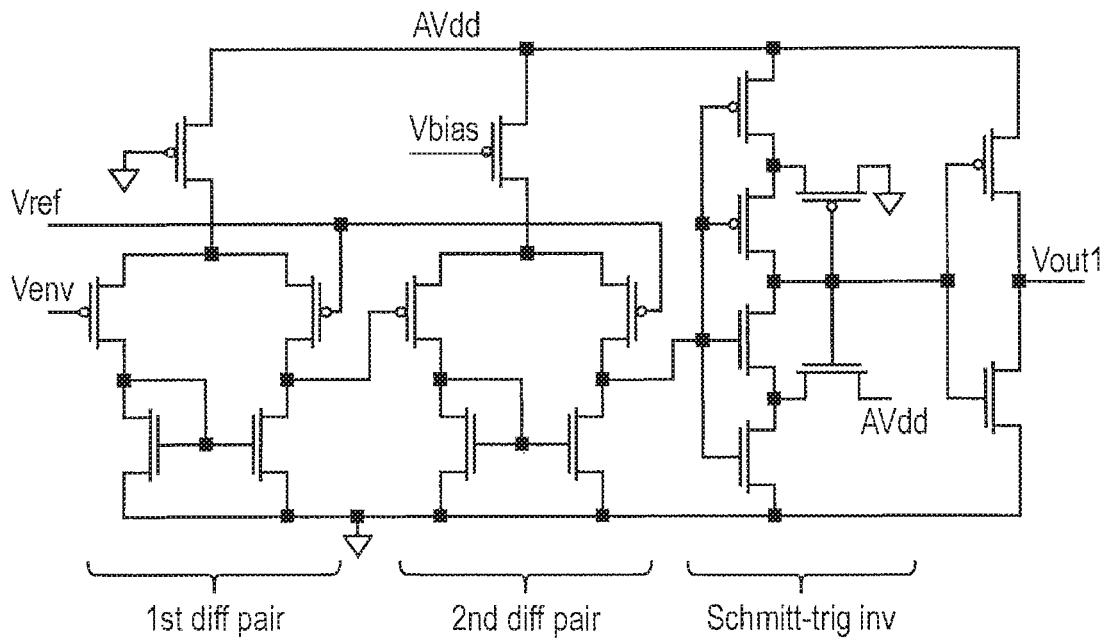 AVdd
Vbias
Vref
Venv
Vout1
AVdd
1st diff pair
2nd diff pair
Schmitt-trig inv